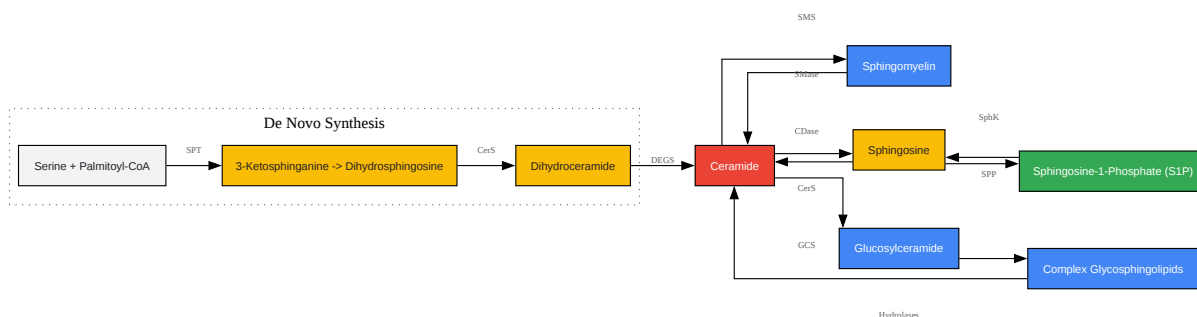 SMS
Sphingomyelin
SMase
De Novo Synthesis
SphK
CDase
Serine + Palmitoyl-CoA
SPT
3-Ketosphinganine -> Dihydrosphingosine
CerS
Dihydroceramide
DEGS
Ceramide
Sphingosine
SPP
Sphingosine-1-Phosphate (S1P)
CerS
GCS
Glucosylceramide
Complex Glycosphingolipids
Hydrolases